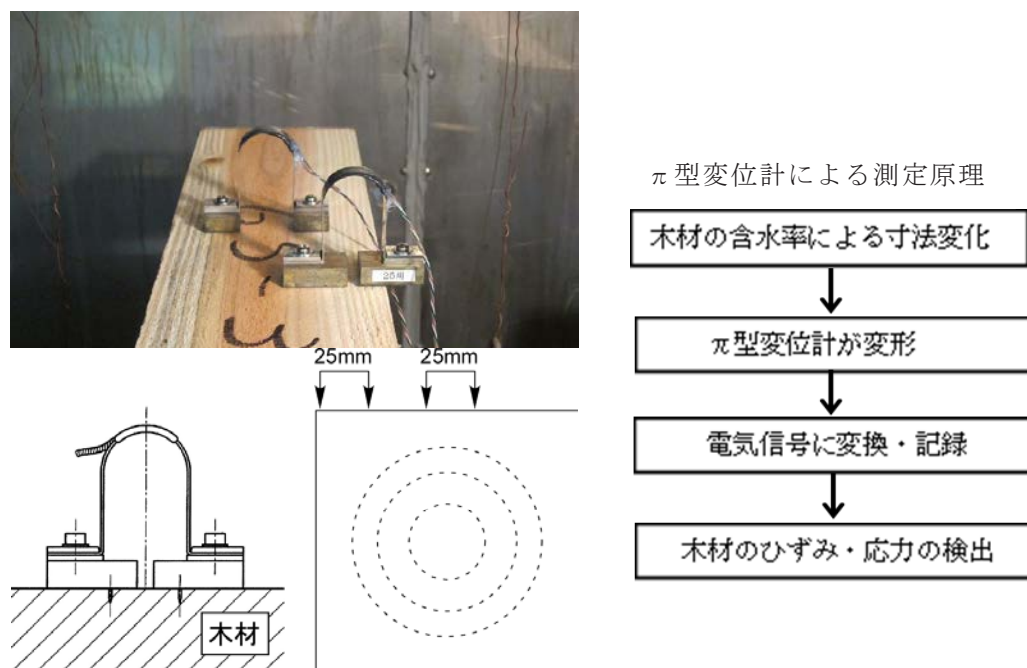 25mm
25mm
木材
π型変位計による測定原理
木材の含水率による寸法変化
π型変位計が変形
電気信号に変換・記録
木材のひずみ・応力の検出